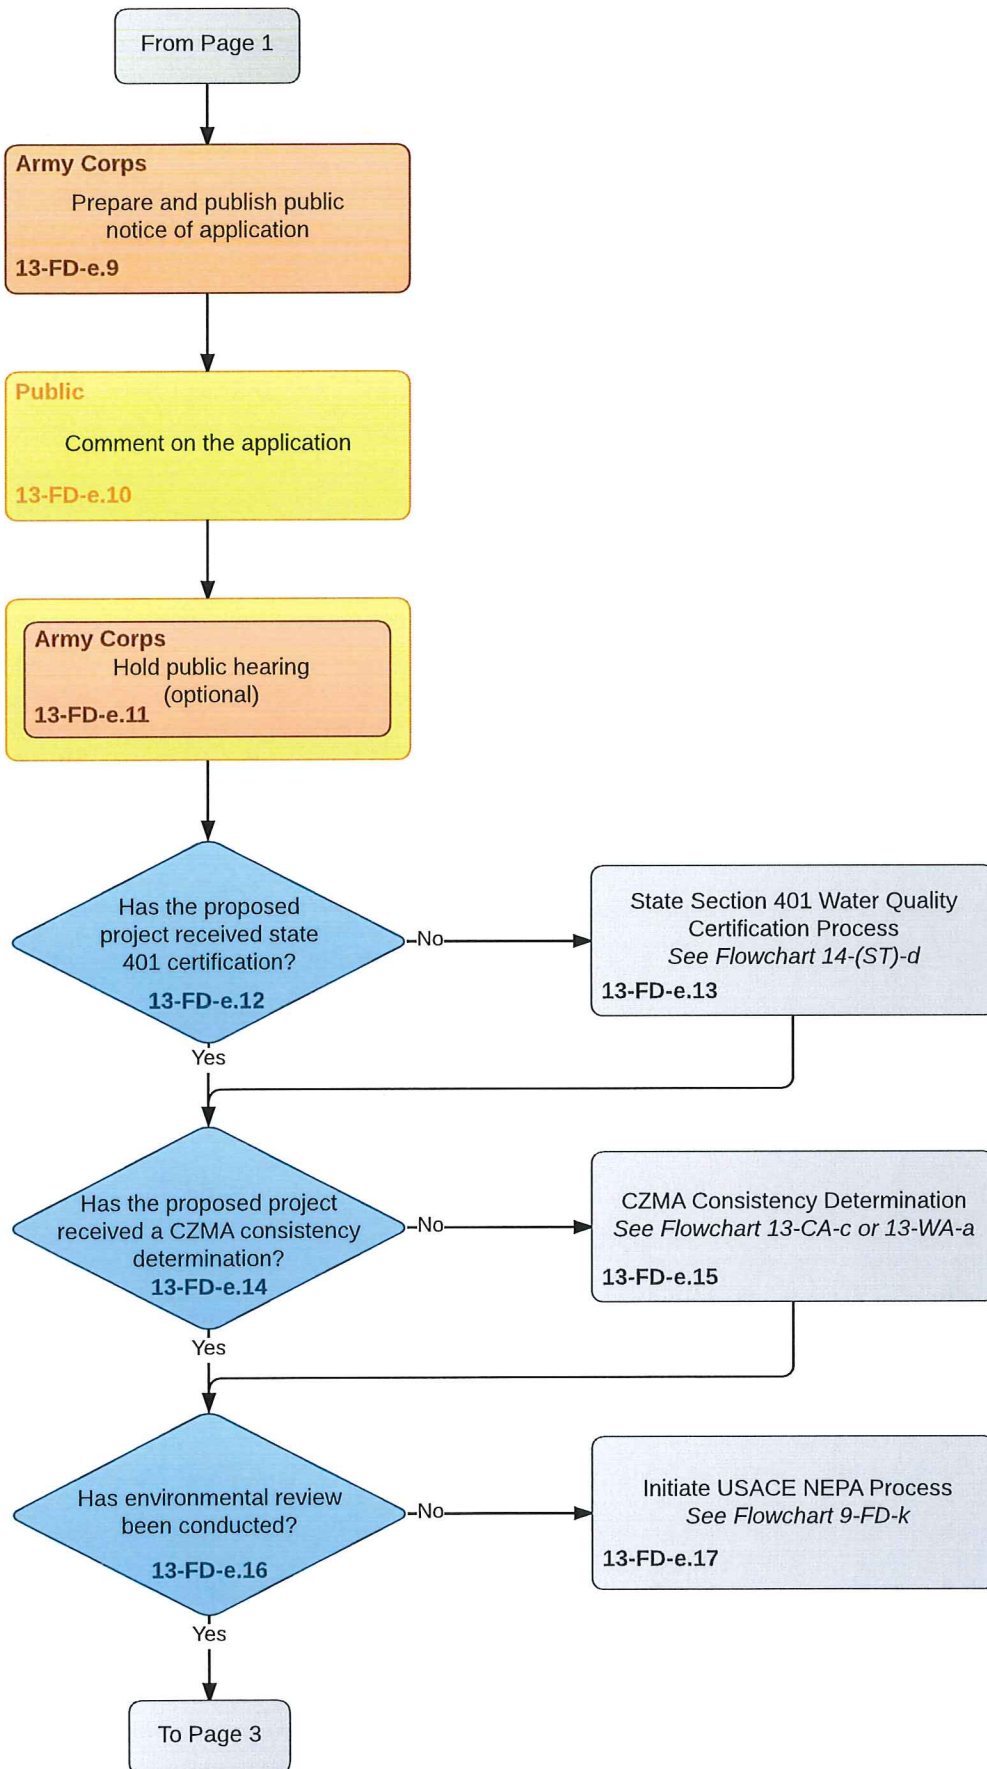 From Page 1
Army Corps
Prepare and publish public
notice of application
13-FD-e.9
Public
Comment on the application
13-FD-e.10
Army Corps
Hold public hearing
(optional)
13-FD-e.11
Has the proposed
project received state
401 certification?
13-FD-e.12
No
State Section 401 Water Quality
Certification Process
See Flowchart 14-(ST)-d
13-FD-e.13
Yes
Has the proposed project
received a CZMA consistency
determination?
13-FD-e.14
No
CZMA Consistency Determination
See Flowchart 13-CA-c or 13-WA-a
13-FD-e.15
Yes
Has environmental review
been conducted?
13-FD-e.16
No
Initiate USACE NEPA Process
See Flowchart 9-FD-k
13-FD-e.17
Yes
To Page 3